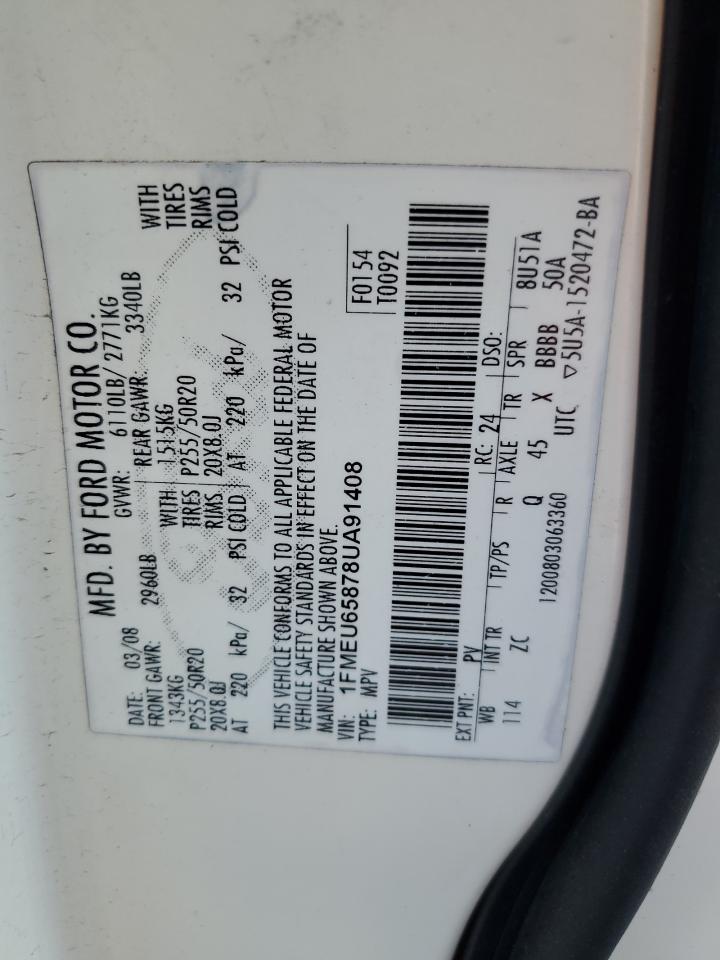 MFD. BY FORD MOTOR CO.
DATE: 03/08 GVWR: 6110LB/ 2771KG
FRONT GAWR: 2960LB REAR GAWR: 3340LB
1343KG WITH 1515KG WITH
P255/50R20 TIRES P255/50R20 TIRES
20X8.0J RIMS 20X8.0J RIMS
AT 220 kPa/ 32 PSI COLD AT 220 kPa/ 32 PSI COLD
THIS VEHICLE CONFORMS TO ALL APPLICABLE FEDERAL MOTOR
VEHICLE SAFETY STANDARDS IN EFFECT ON THE DATE OF
MANUFACTURE SHOWN ABOVE.
VIN: 1FMEU65878UA91408 F0154
TYPE: MPV T0092
EXT PNT: PV RC: 24 DSO:
WB INT TR TP/PS R AXLE TR SPR 8U51A
114 ZC Q 45 X BBBB 50A
1200803063360 UTC ▽5U5A-1520472-BA